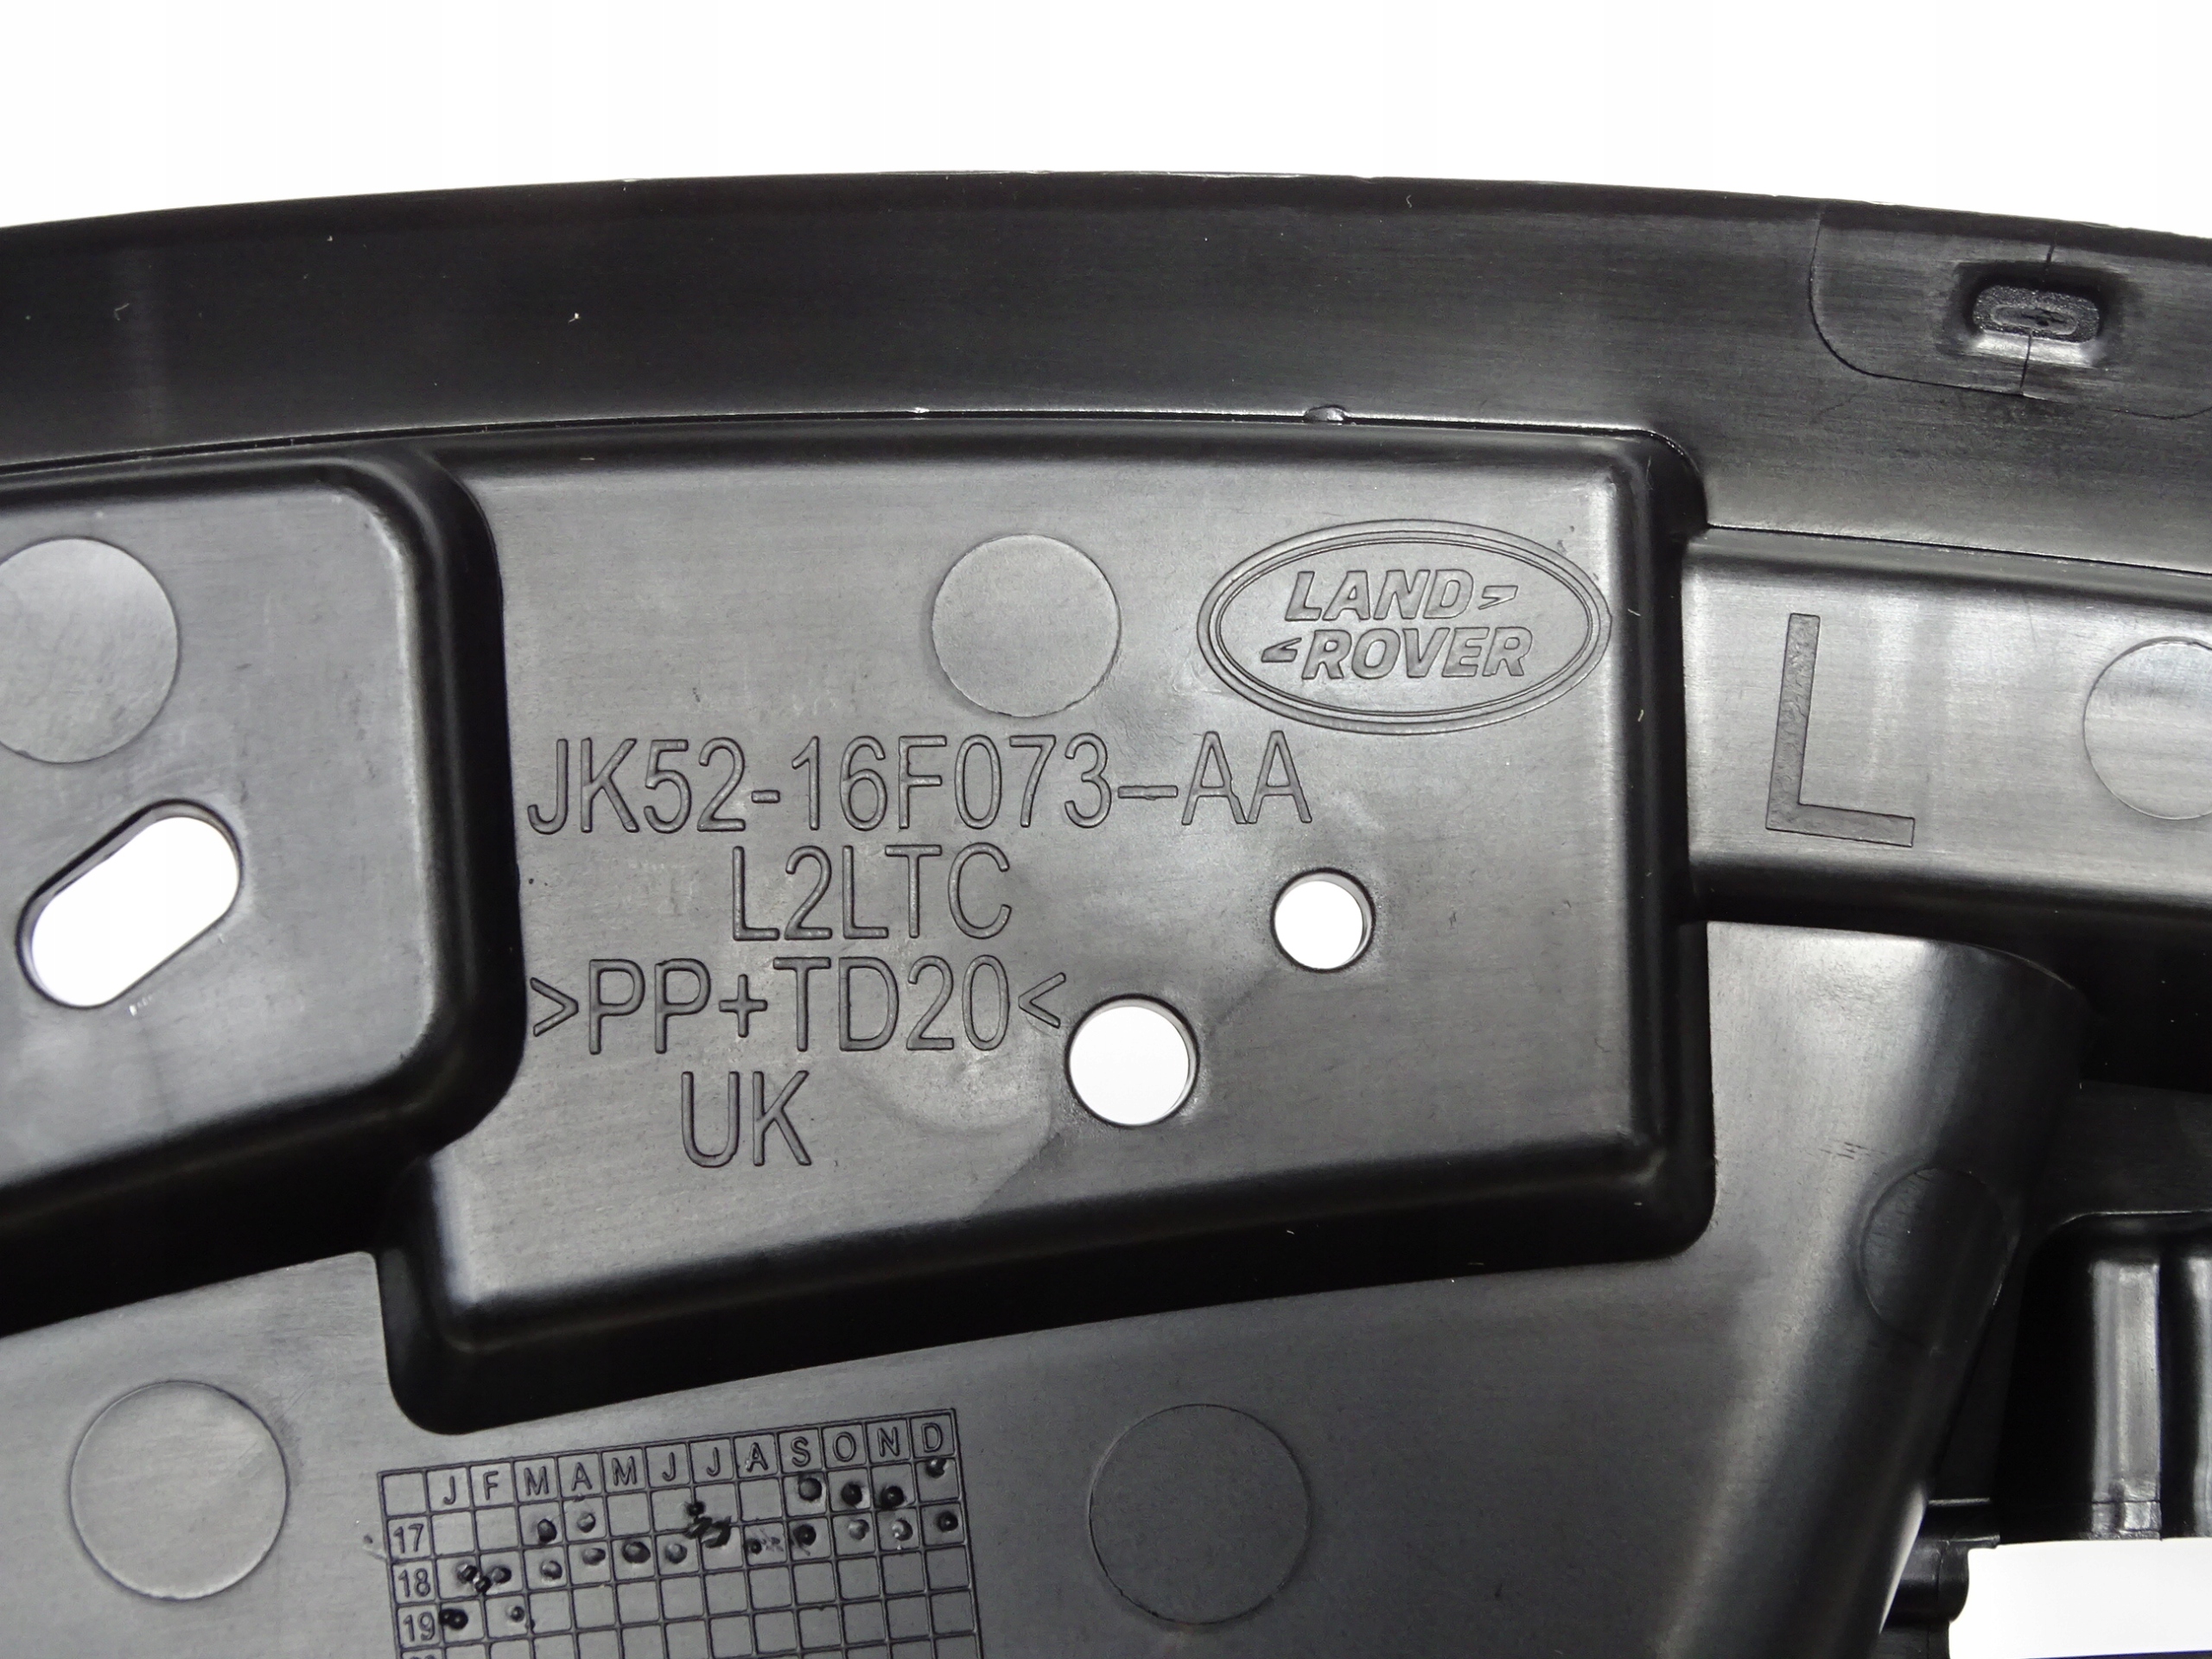 LAND
ROVER
L
JK52-16F073-AA
L2LTC
>PP+TD20<
UK
J F M A M J J A S O N D
17
18
19